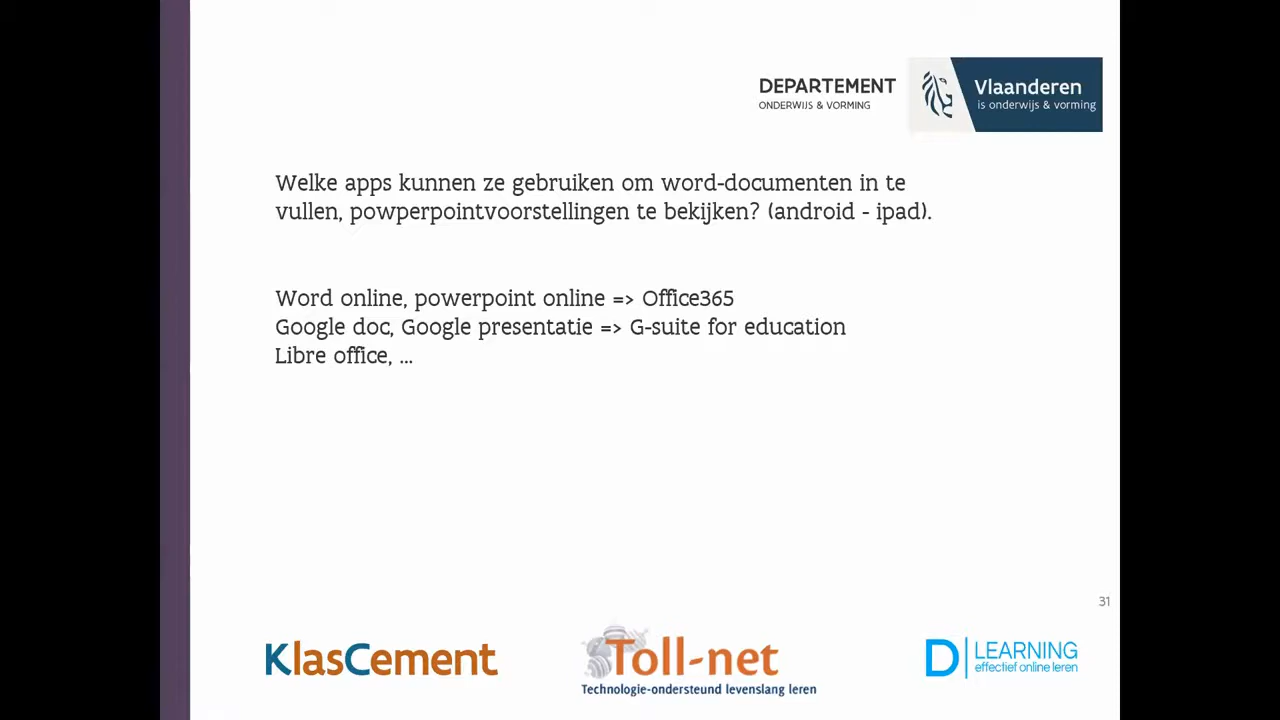 DEPARTEMENT
ONDERWIJS & VORMING
Vlaanderen
is onderwijs & vorming
Welke apps kunnen ze gebruiken om word-documenten in te
vullen, powperpointvoorstellingen te bekijken? (android - ipad).
Word online, powerpoint online => Office365
Google doc, Google presentatie => G-suite for education
Libre office, ...
31
KlasCement
Toll-net
Technologie-ondersteund levenslang leren
D LEARNING
effectief online leren